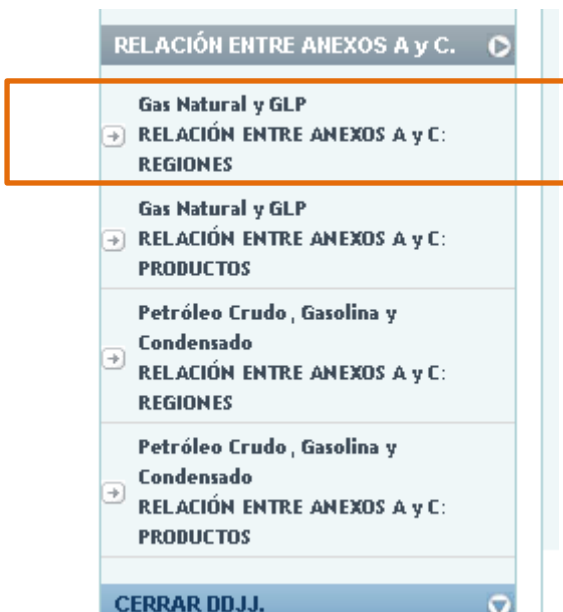 RELACIÓN ENTRE ANEXOS A y C.
Gas Natural y GLP
RELACIÓN ENTRE ANEXOS A y C:
REGIONES
Gas Natural y GLP
RELACIÓN ENTRE ANEXOS A y C:
PRODUCTOS
Petróleo Crudo, Gasolina y
Condensado
RELACIÓN ENTRE ANEXOS A y C:
REGIONES
Petróleo Crudo, Gasolina y
Condensado
RELACIÓN ENTRE ANEXOS A y C:
PRODUCTOS
CERRAR DDJJ.